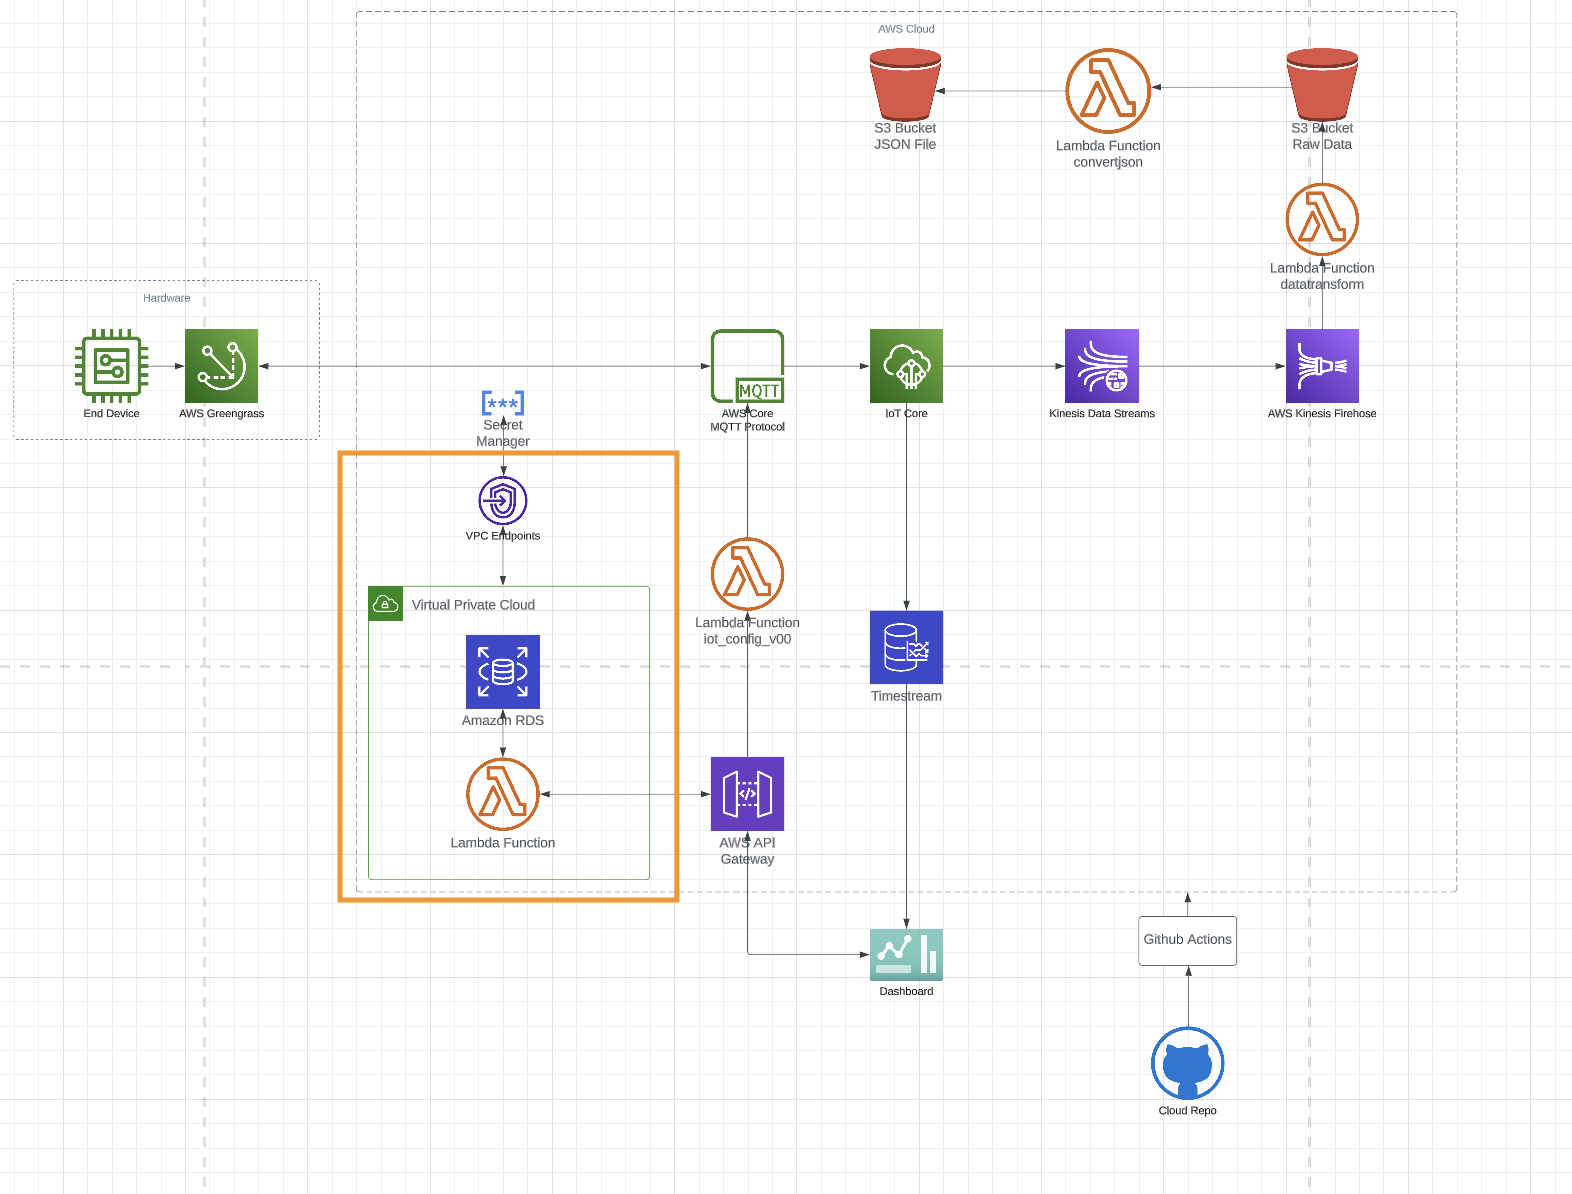 AWS Cloud
S3 Bucket
JSON File
Lambda Function
convertjson
S3 Bucket
Raw Data
Lambda Function
datatransform
Hardware
End Device
AWS Greengrass
***
Secret
Manager
MQTT
AWS Core
MQTT Protocol
IoT Core
Kinesis Data Streams
AWS Kinesis Firehose
VPC Endpoints
Virtual Private Cloud
Amazon RDS
Lambda Function
Lambda Function
iot_config_v00
Timestream
</>
AWS API
Gateway
Dashboard
Github Actions
Cloud Repo